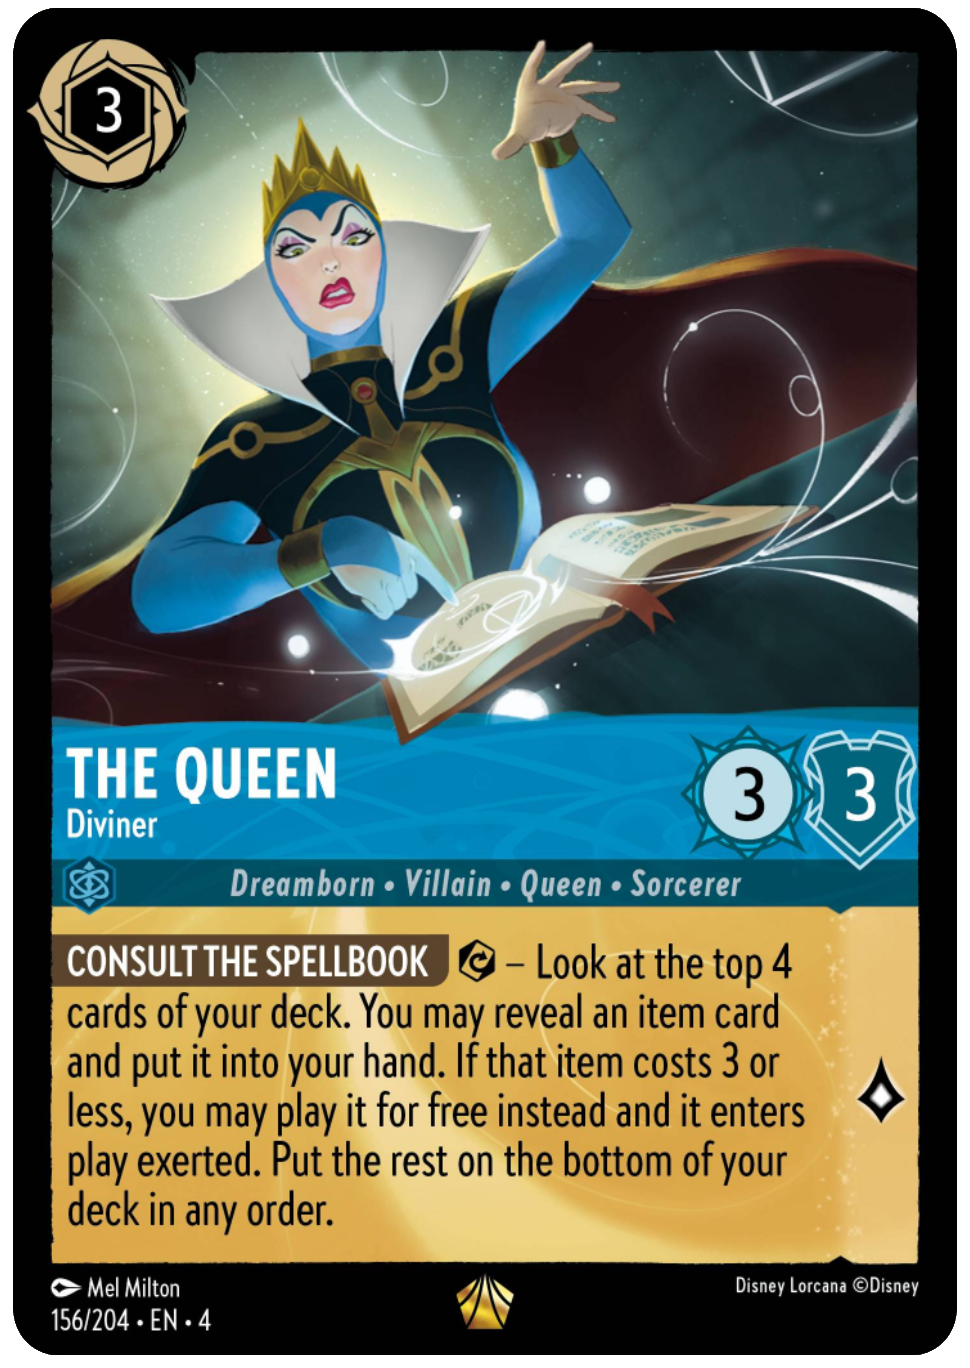 3
THE QUEEN
Diviner
3
3
Dreamborn • Villain • Queen • Sorcerer
CONSULT THE SPELLBOOK – Look at the top 4
cards of your deck. You may reveal an item card
and put it into your hand. If that item costs 3 or
less, you may play it for free instead and it enters
play exerted. Put the rest on the bottom of your
deck in any order.
Mel Milton
Disney Lorcana ©Disney
156/204 • EN • 4